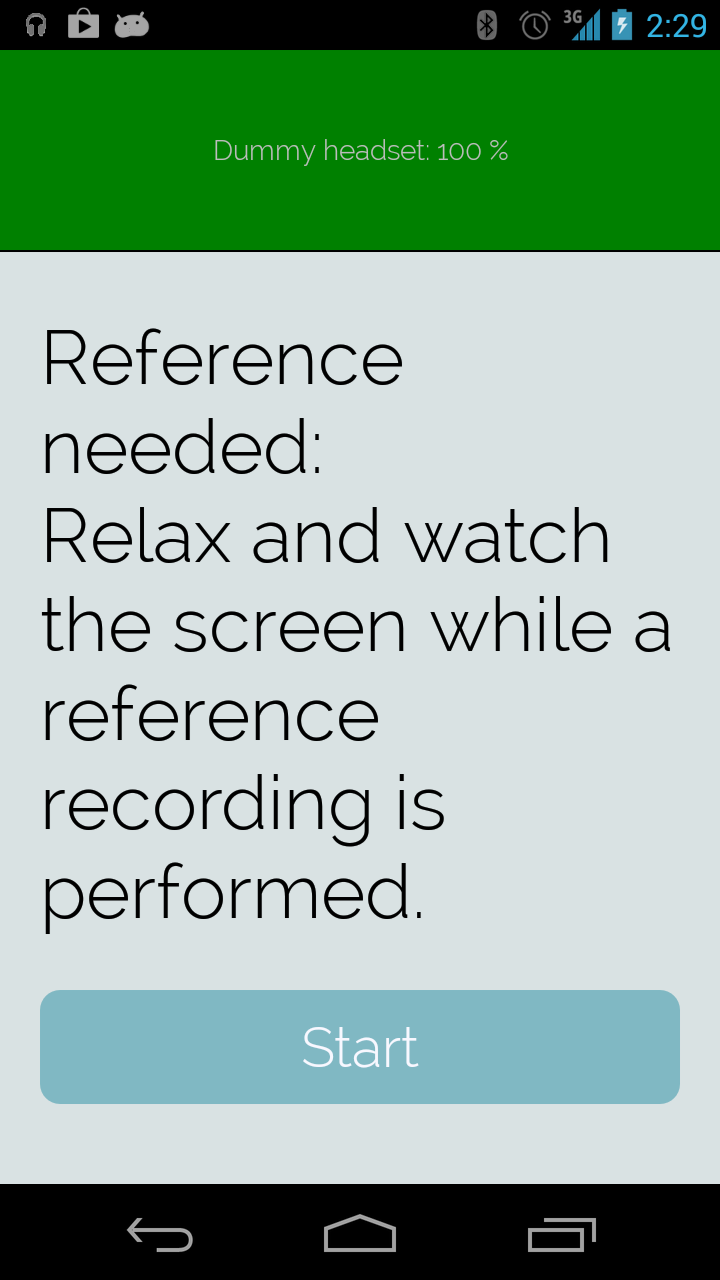 3G 2:29
Dummy headset: 100 %
Reference
needed:
Relax and watch
the screen while a
reference
recording is
performed.
Start